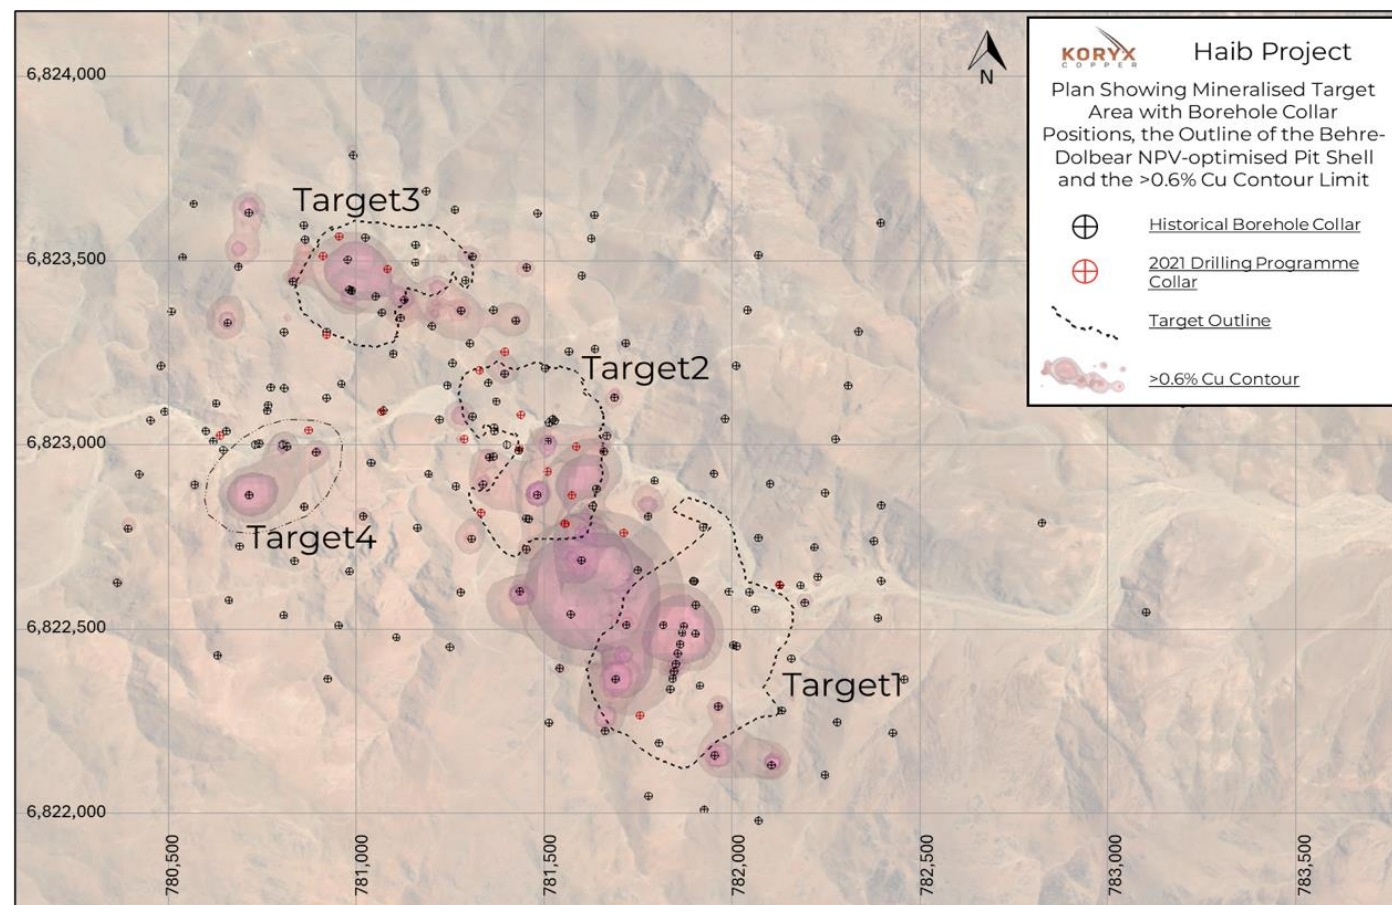 KORYX
COPPER
Haib Project
Plan Showing Mineralised Target
Area with Borehole Collar
Positions, the Outline of the Behre-
Dolbear NPV-optimised Pit Shell
and the >0.6% Cu Contour Limit
Historical Borehole Collar
2021 Drilling Programme
Collar
Target Outline
>0.6% Cu Contour
N
6,824,000
Target3
6,823,500
Target2
6,823,000
Target4
6,822,500
Target1
6,822,000
780,500
781,000
781,500
782,000
782,500
783,000
783,500